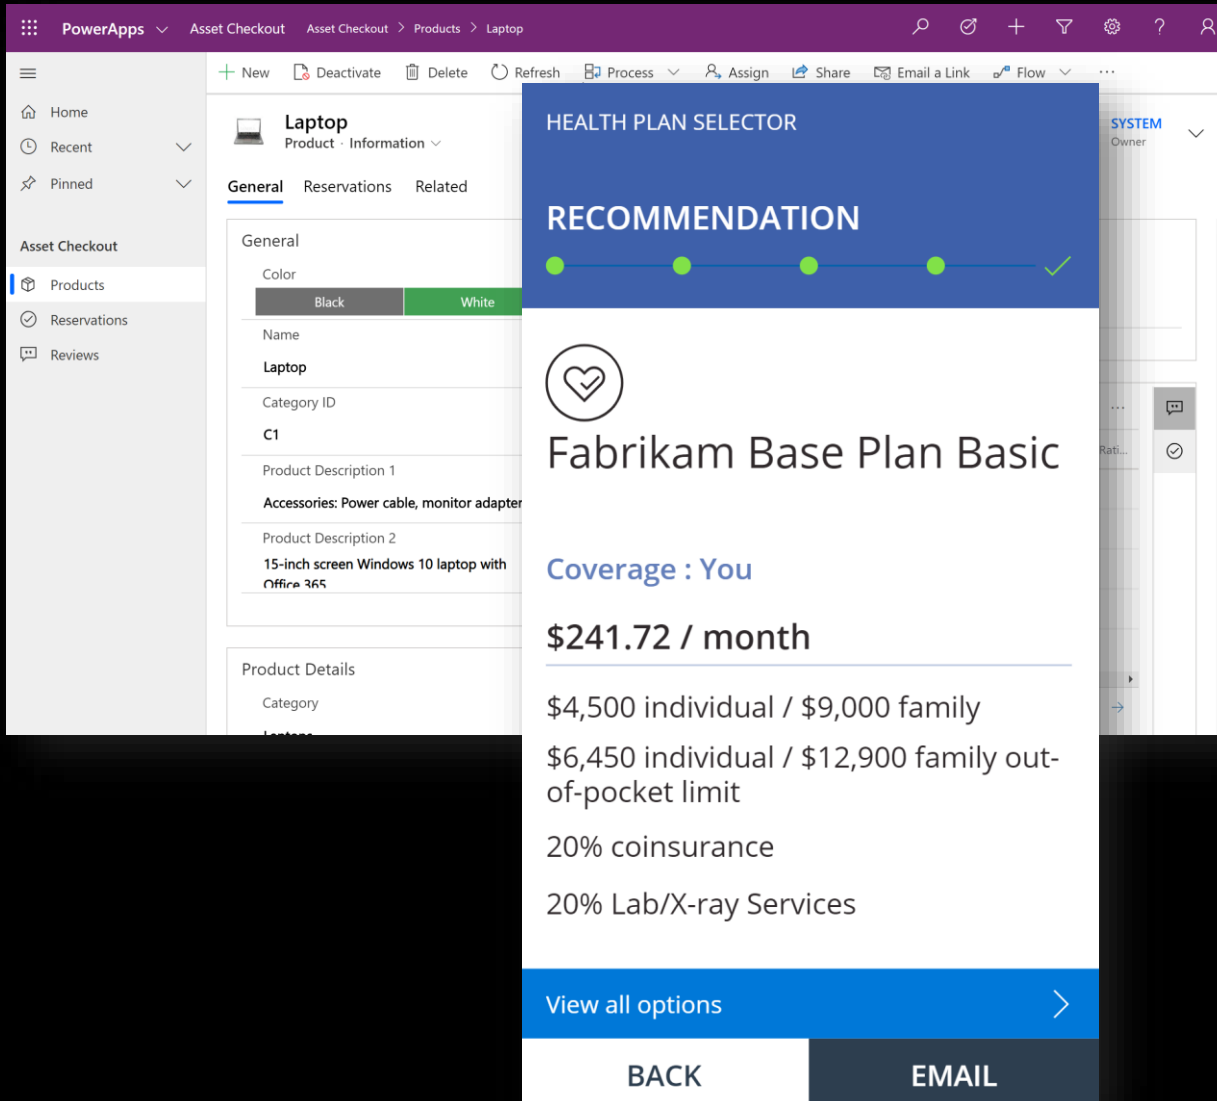 PowerApps Asset Checkout Asset Checkout > Products > Laptop
New Deactivate Delete Refresh Process Assign Share Email a Link Flow ...
Home
Recent
Pinned
Asset Checkout
Products
Reservations
Reviews
Laptop
Product · Information
SYSTEM
Owner
General Reservations Related
General
Color
Black White
Name
Laptop
Category ID
C1
Product Description 1
Accessories: Power cable, monitor adapter
Product Description 2
15-inch screen Windows 10 laptop with
Office 365
Product Details
Category
Laptops
...
Rati...
HEALTH PLAN SELECTOR
RECOMMENDATION
Fabrikam Base Plan Basic
Coverage : You
$241.72 / month
$4,500 individual / $9,000 family
$6,450 individual / $12,900 family out-
of-pocket limit
20% coinsurance
20% Lab/X-ray Services
View all options
BACK EMAIL